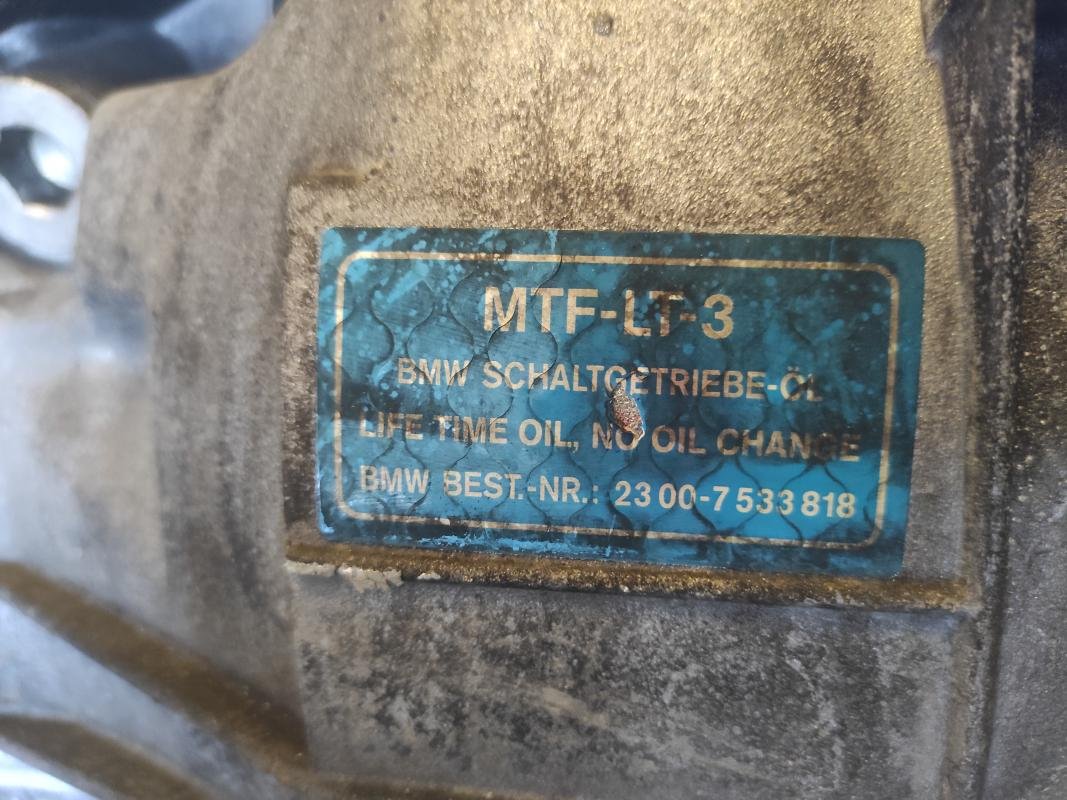 MTF-LT-3
BMW SCHALTGETRIEBE-ÖL
LIFE TIME OIL, NO OIL CHANGE
BMW BEST.-NR.: 23 00-7 533 818